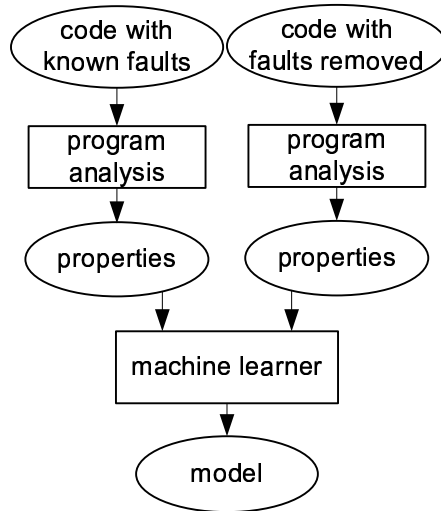 code with
known faults
code with
faults removed
program
analysis
program
analysis
properties
properties
machine learner
model